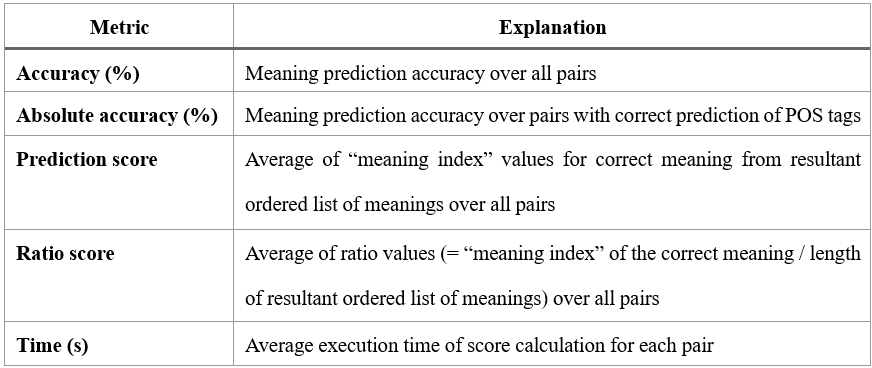 Metric Explanation
Accuracy (%) Meaning prediction accuracy over all pairs
Absolute accuracy (%) Meaning prediction accuracy over pairs with correct prediction of POS tags
Prediction score Average of “meaning index” values for correct meaning from resultant
ordered list of meanings over all pairs
Ratio score Average of ratio values (= “meaning index” of the correct meaning / length
of resultant ordered list of meanings) over all pairs
Time (s) Average execution time of score calculation for each pair